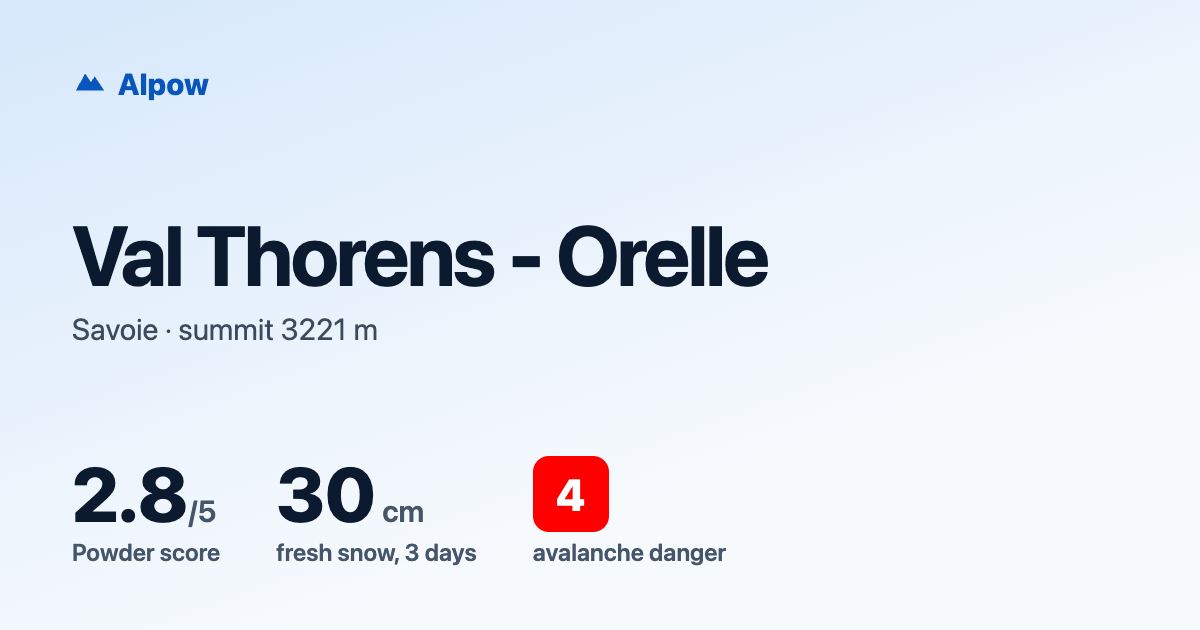 Alpow
Val Thorens - Orelle
Savoie · summit 3221 m
2.8/5
Powder score
30 cm
fresh snow, 3 days
4
avalanche danger